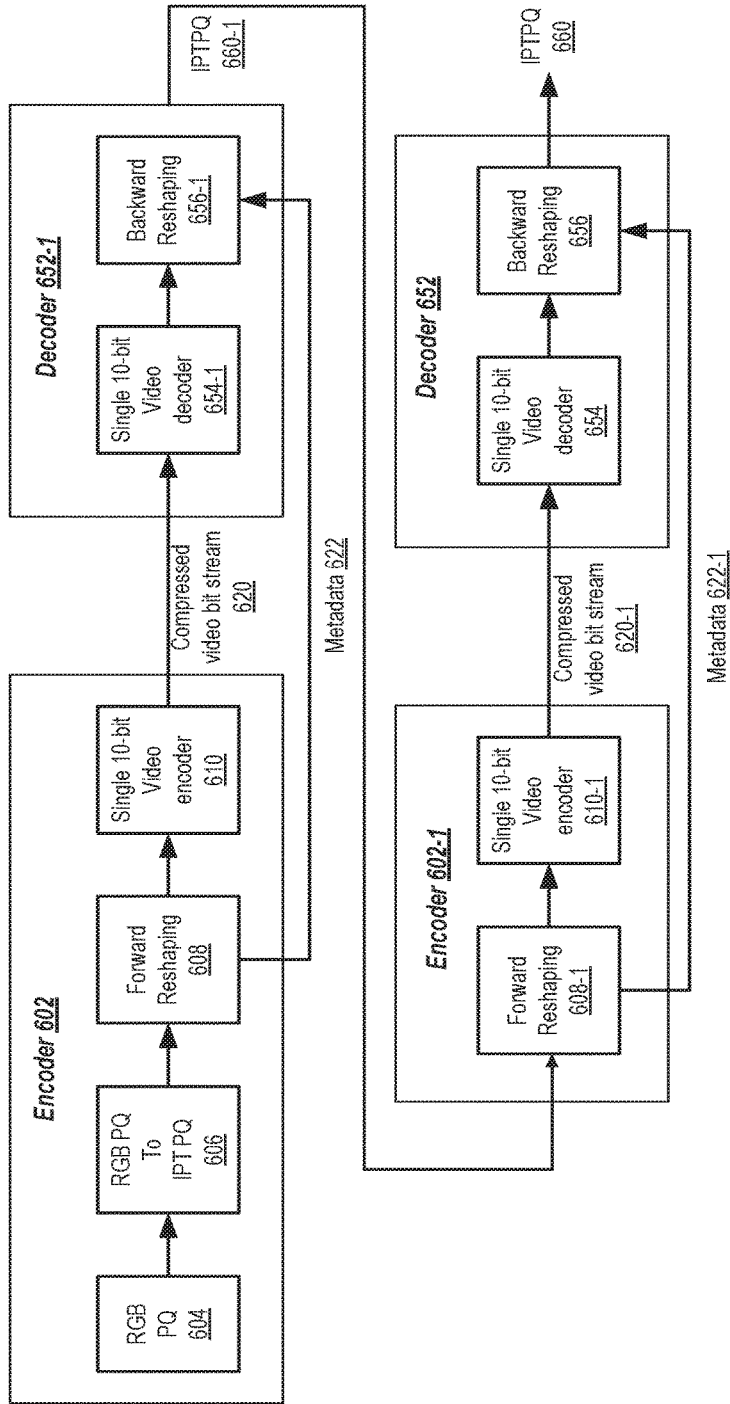 Encoder 602
RGB
PQ
604
RGB PQ
To
IPT PQ
606
Forward
Reshaping
608
Single 10-bit
Video
encoder
610
Compressed
video bit stream
620
Metadata 622
Decoder 652-1
Single 10-bit
Video
decoder
654-1
Backward
Reshaping
656-1
IPTPQ
660-1
Encoder 602-1
Forward
Reshaping
608-1
Single 10-bit
Video
encoder
610-1
Compressed
video bit stream
620-1
Metadata 622-1
Decoder 652
Single 10-bit
Video
decoder
654
Backward
Reshaping
656
IPTPQ
660